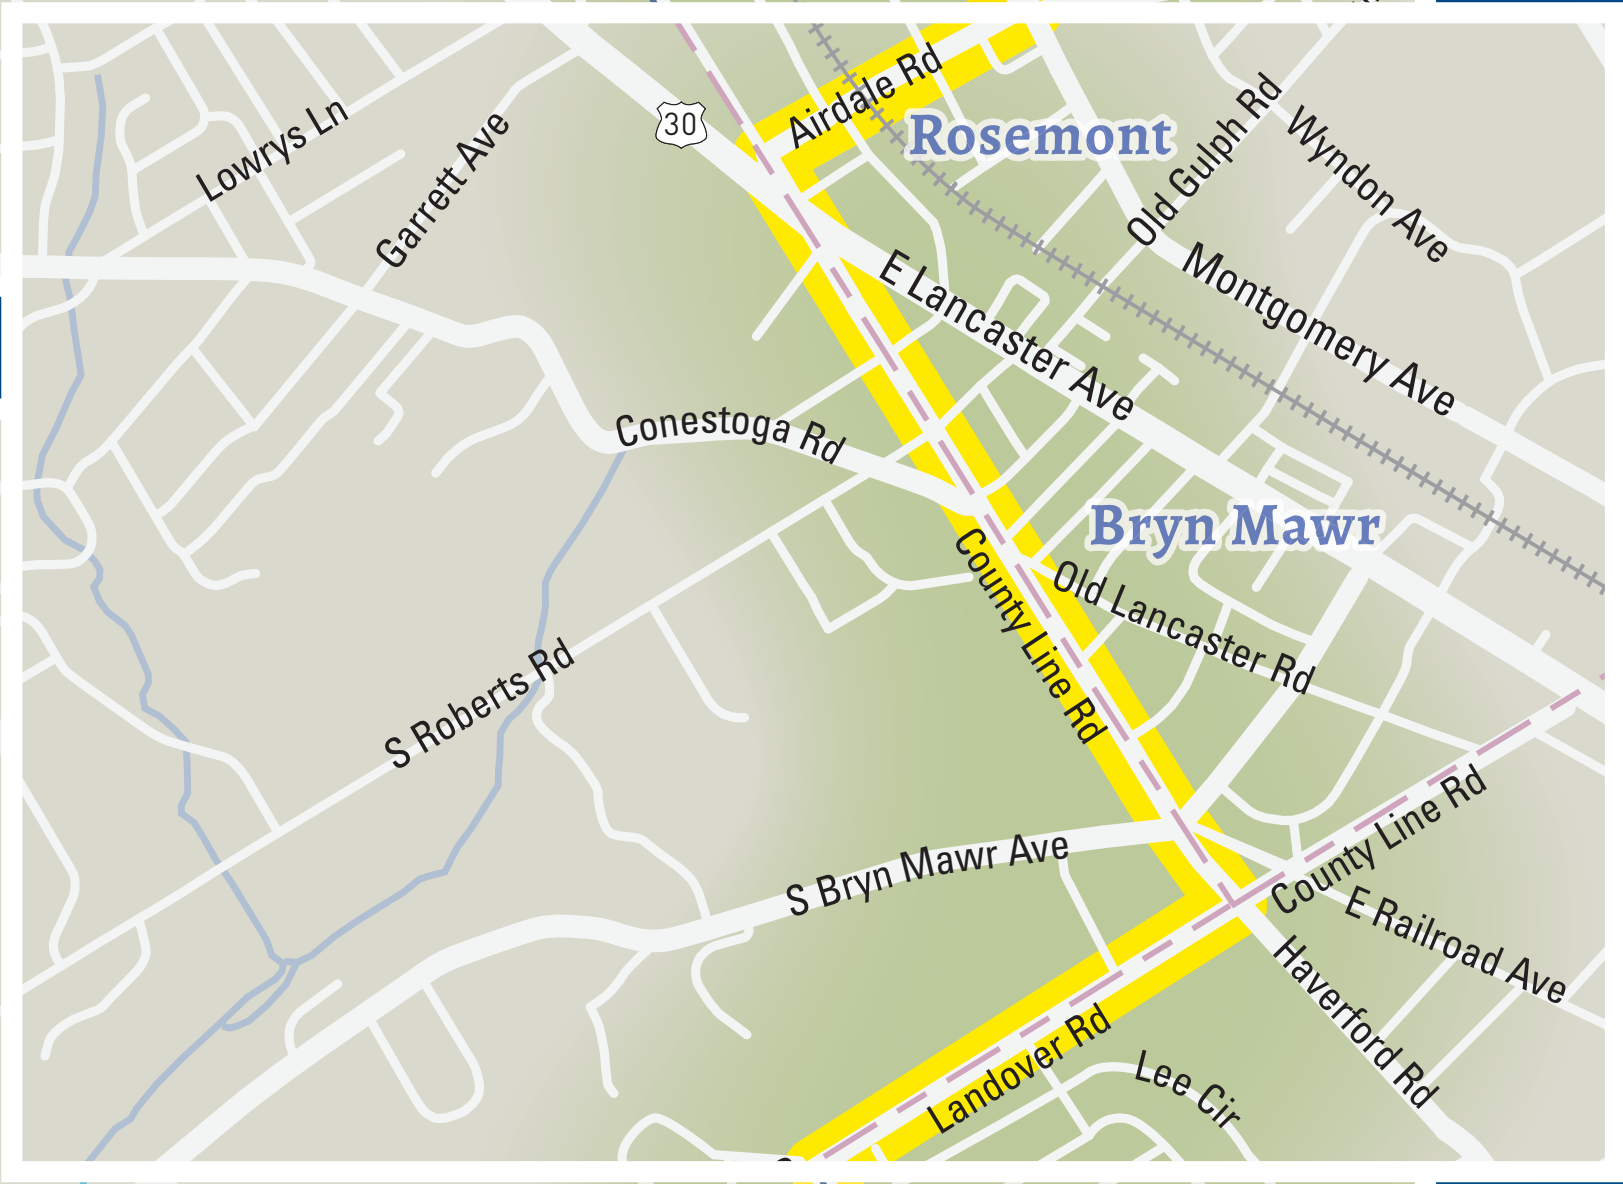 Airdale Rd
Lowrys Ln
30
Rosemont
Old Gulph Rd
Wyndon Ave
Garrett Ave
E Lancaster Ave
Montgomery Ave
Conestoga Rd
Bryn Mawr
County Line Rd
Old Lancaster Rd
S Roberts Rd
County Line Rd
S Bryn Mawr Ave
E Railroad Ave
Haverford Rd
Landover Rd
Lee Cir